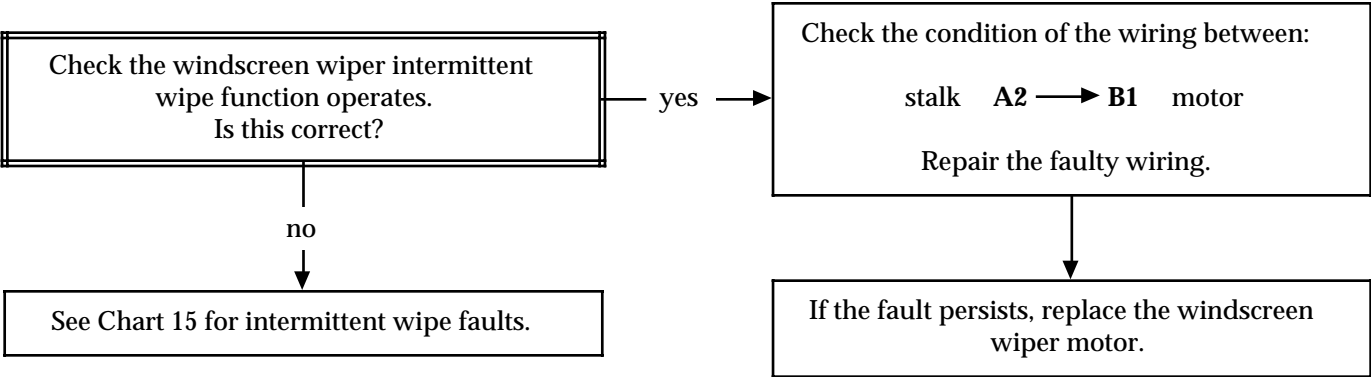 Check the windscreen wiper intermittent
wipe function operates.
Is this correct?
yes
Check the condition of the wiring between:
stalk A2 B1 motor
Repair the faulty wiring.
no
See Chart 15 for intermittent wipe faults.
If the fault persists, replace the windscreen
wiper motor.